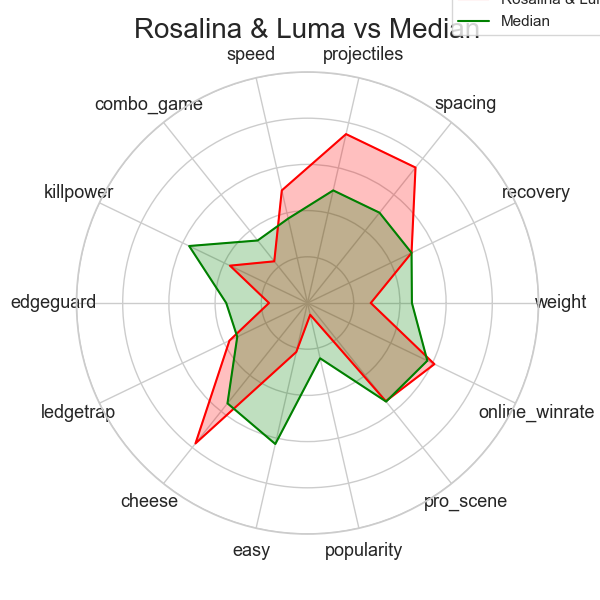 Rosalina & Luma vs Median
Rosalina &
Median
speed
projectiles
combo_game
spacing
killpower
recovery
edgeguard
weight
ledgetrap
online_winrate
cheese
pro_scene
easy
popularity